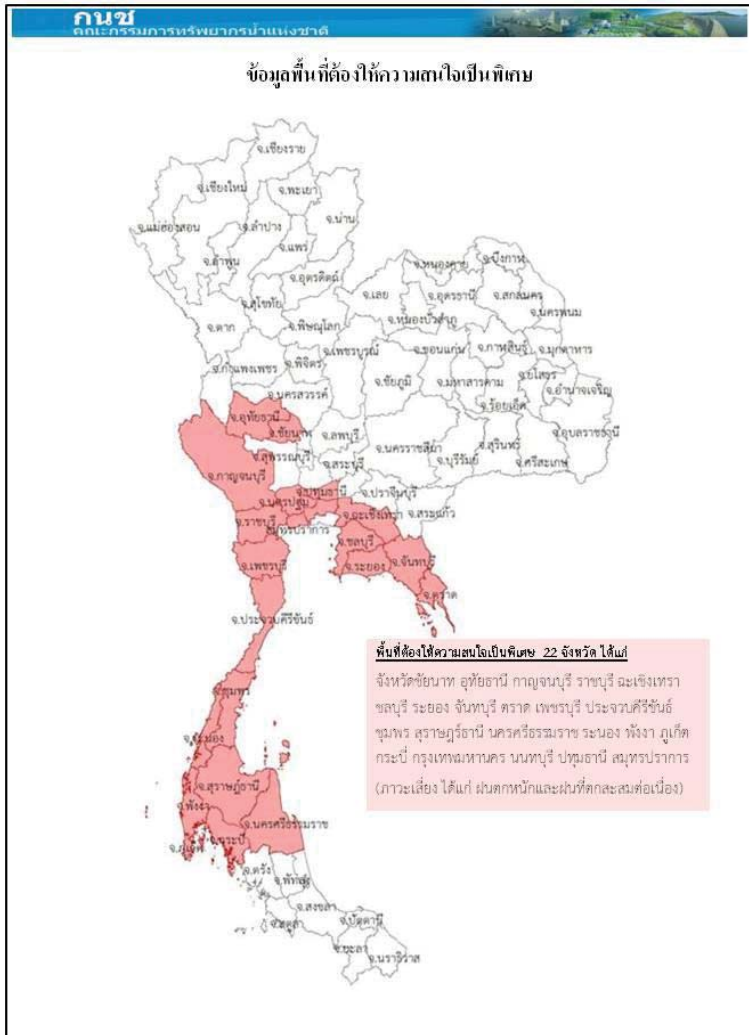 กนช
คณะกรรมการทรัพยากรน้ำแห่งชาติ
ข้อมูลพื้นที่ต้องให้ความสนใจเป็นพิเศษ
จ.เชียงราย
จ.เชียงใหม่
จ.พะเยา
จ.น่าน
จ.แม่ฮ่องสอน
จ.ลำปาง
จ.แพร่
จ.ลำพูน
จ.อุตรดิตถ์
จ.หนองคาย
จ.บึงกาฬ
จ.เลย
จ.อุดรธานี
จ.สกลนคร
จ.นครพนม
จ.สุโขทัย
จ.หนองบัวลำภู
จ.ตาก
จ.พิษณุโลก
จ.เพชรบูรณ์
จ.ขอนแก่น
จ.กาฬสินธุ์
จ.มุกดาหาร
จ.กำแพงเพชร
จ.พิจิตร
จ.ชัยภูมิ
จ.มหาสารคาม
จ.ยโสธร
จ.อำนาจเจริญ
จ.ร้อยเอ็ด
จ.นครสวรรค์
จ.อุทัยธานี
จ.ชัยนาท
จ.ลพบุรี
จ.นครราชสีมา
จ.บุรีรัมย์
จ.สุรินทร์
จ.ศรีสะเกษ
จ.อุบลราชธานี
จ.สุพรรณบุรี
จ.สระบุรี
จ.กาญจนบุรี
จ.ปทุมธานี
จ.ปราจีนบุรี
จ.นครปฐม
จ.ฉะเชิงเทรา
จ.สระแก้ว
จ.ราชบุรี
สมุทรปราการ
จ.ชลบุรี
จ.เพชรบุรี
จ.ระยอง
จ.จันทบุรี
จ.ตราด
จ.ประจวบคีรีขันธ์
พื้นที่ต้องให้ความสนใจเป็นพิเศษ 22 จังหวัด ได้แก่
จังหวัดชัยนาท อุทัยธานี กาญจนบุรี ราชบุรี ฉะเชิงเทรา
ชลบุรี ระยอง จันทบุรี ตราด เพชรบุรี ประจวบคีรีขันธ์
ชุมพร สุราษฎร์ธานี นครศรีธรรมราช ระนอง พังงา ภูเก็ต
กระบี่ กรุงเทพมหานคร นนทบุรี ปทุมธานี สมุทรปราการ
(ภาวะเสี่ยง ได้แก่ ฝนตกหนักและฝนที่ตกสะสมต่อเนื่อง)
จ.ชุมพร
จ.ระนอง
จ.สุราษฎร์ธานี
จ.พังงา
จ.นครศรีธรรมราช
จ.ภูเก็ต
จ.กระบี่
จ.ตรัง
จ.พัทลุง
จ.สงขลา
จ.สตูล
จ.ปัตตานี
จ.ยะลา
จ.นราธิวาส